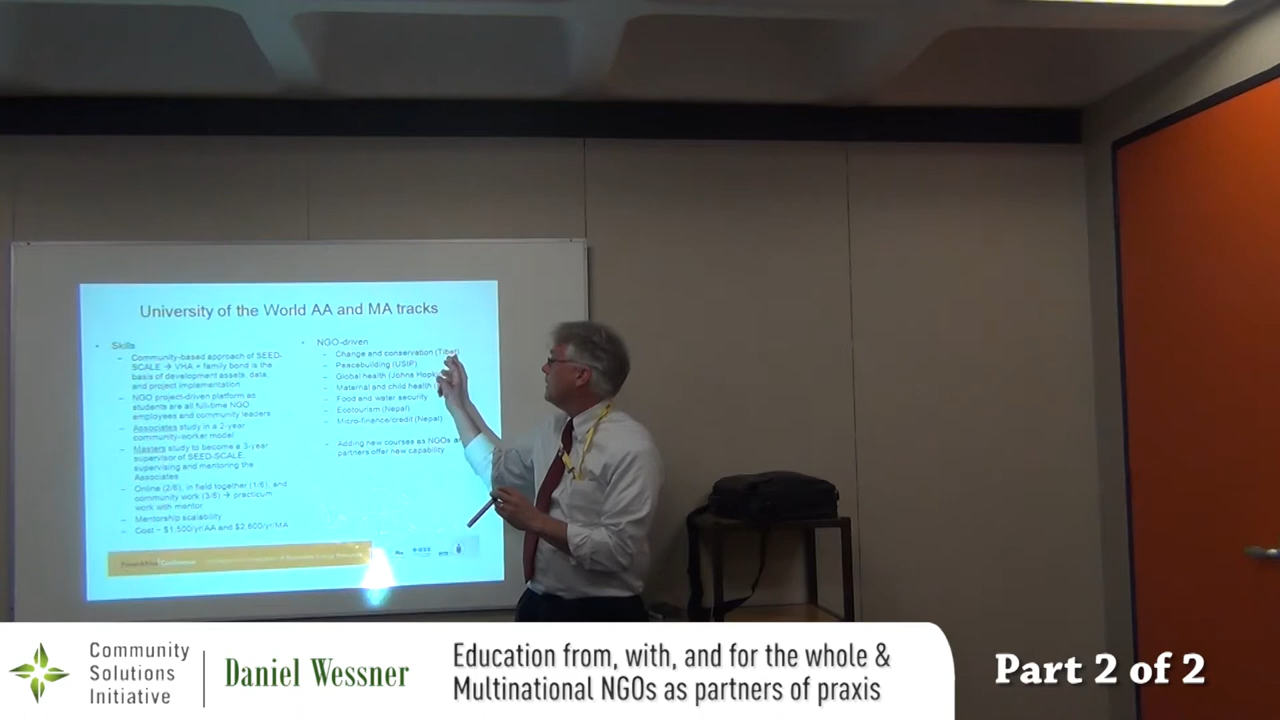 University of the World AA and MA tracks
Skills
Community-based approach of SEED-
SCALE → VHA + family bond is the
basis of development assets, data,
and project implementation
NGO project-driven platform as
students are all full-time NGO
employees and community leaders
Associates study in a 2-year
community-worker model
Masters study to become a 3-year
supervisor of SEED-SCALE,
supervising and mentoring the
Associates
Online (2/6), in field together (1/6), and
community work (3/6) → practicum
work with mentor
Mentorship scalability
Cost ~ $1,500/yr/AA and $2,600/yr/MA
NGO-driven
Change and conservation (Tibet)
Peacebuilding (USIP)
Global health (Johns Hopk
Maternal and child health (
Food and water security
Ecotourism (Nepal)
Micro-finance/credit (Nepal)
Adding new courses as NGOs a
partners offer new capability
PowerAfrica Conference
IEEE
Community
Solutions
Initiative
Daniel Wessner
Education from, with, and for the whole &
Multinational NGOs as partners of praxis
Part 2 of 2